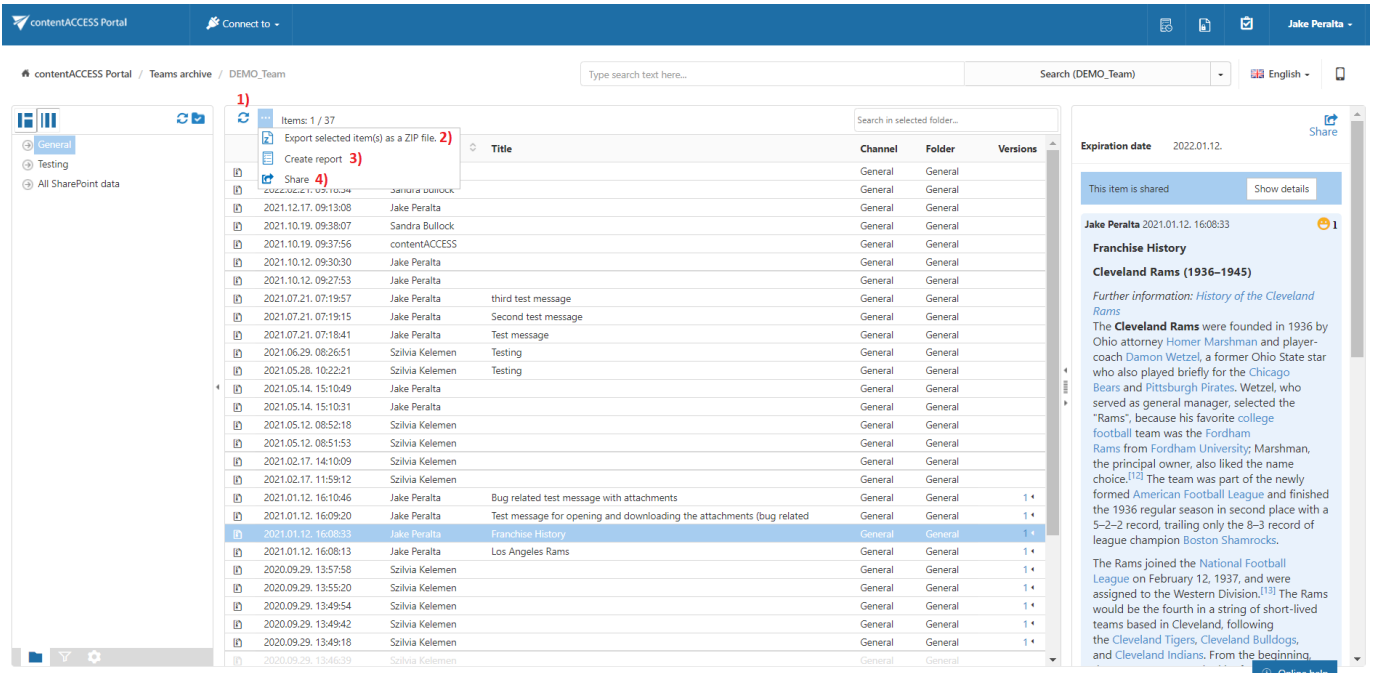 contentACCESS Portal
Connect to
Jake Peralta
contentACCESS Portal / Teams archive / DEMO_Team
Type search text here...
Search (DEMO_Team)
English
General
Testing
All SharePoint data
1)
Items: 1 / 37
Search in selected folder...
Export selected item(s) as a ZIP file. 2)
Create report 3)
Share 4)
Title Channel Folder Versions
General General
2022.02.21. 09:16:54 Sandra Bullock General General
2021.12.17. 09:13:08 Jake Peralta General General
2021.10.19. 09:38:07 Sandra Bullock General General
2021.10.19. 09:37:56 contentACCESS General General
2021.10.12. 09:30:30 Jake Peralta General General
2021.10.12. 09:27:53 Jake Peralta General General
2021.07.21. 07:19:57 Jake Peralta third test message General General
2021.07.21. 07:19:15 Jake Peralta Second test message General General
2021.07.21. 07:18:41 Jake Peralta Test message General General
2021.06.29. 08:26:51 Szilvia Kelemen Testing General General
2021.05.28. 10:22:21 Szilvia Kelemen Testing General General
2021.05.14. 15:10:49 Jake Peralta General General
2021.05.14. 15:10:31 Jake Peralta General General
2021.05.12. 08:52:18 Szilvia Kelemen General General
2021.05.12. 08:51:53 Szilvia Kelemen General General
2021.02.17. 14:10:09 Szilvia Kelemen General General
2021.02.17. 11:59:12 Szilvia Kelemen General General
2021.01.12. 16:10:46 Jake Peralta Bug related test message with attachments General General 1
2021.01.12. 16:09:20 Jake Peralta Test message for opening and downloading the attachments (bug related General General 1
2021.01.12. 16:08:33 Jake Peralta Franchise History General General 1
2021.01.12. 16:08:13 Jake Peralta Los Angeles Rams General General 1
2020.09.29. 13:57:58 Szilvia Kelemen General General 1
2020.09.29. 13:55:20 Szilvia Kelemen General General 1
2020.09.29. 13:49:54 Szilvia Kelemen General General 1
2020.09.29. 13:49:42 Szilvia Kelemen General General 1
2020.09.29. 13:49:18 Szilvia Kelemen General General 1
2020.09.29. 13:46:39 Szilvia Kelemen General General
Share
Expiration date 2022.01.12.
This item is shared Show details
Jake Peralta 2021.01.12. 16:08:33 1
Franchise History
Cleveland Rams (1936–1945)
Further information: History of the Cleveland
Rams
The Cleveland Rams were founded in 1936 by
Ohio attorney Homer Marshman and player-
coach Damon Wetzel, a former Ohio State star
who also played briefly for the Chicago
Bears and Pittsburgh Pirates. Wetzel, who
served as general manager, selected the
"Rams", because his favorite college
football team was the Fordham
Rams from Fordham University; Marshman,
the principal owner, also liked the name
choice.[12] The team was part of the newly
formed American Football League and finished
the 1936 regular season in second place with a
5–2–2 record, trailing only the 8–3 record of
league champion Boston Shamrocks.
The Rams joined the National Football
League on February 12, 1937, and were
assigned to the Western Division.[13] The Rams
would be the fourth in a string of short-lived
teams based in Cleveland, following
the Cleveland Tigers, Cleveland Bulldogs,
and Cleveland Indians. From the beginning,
Online help